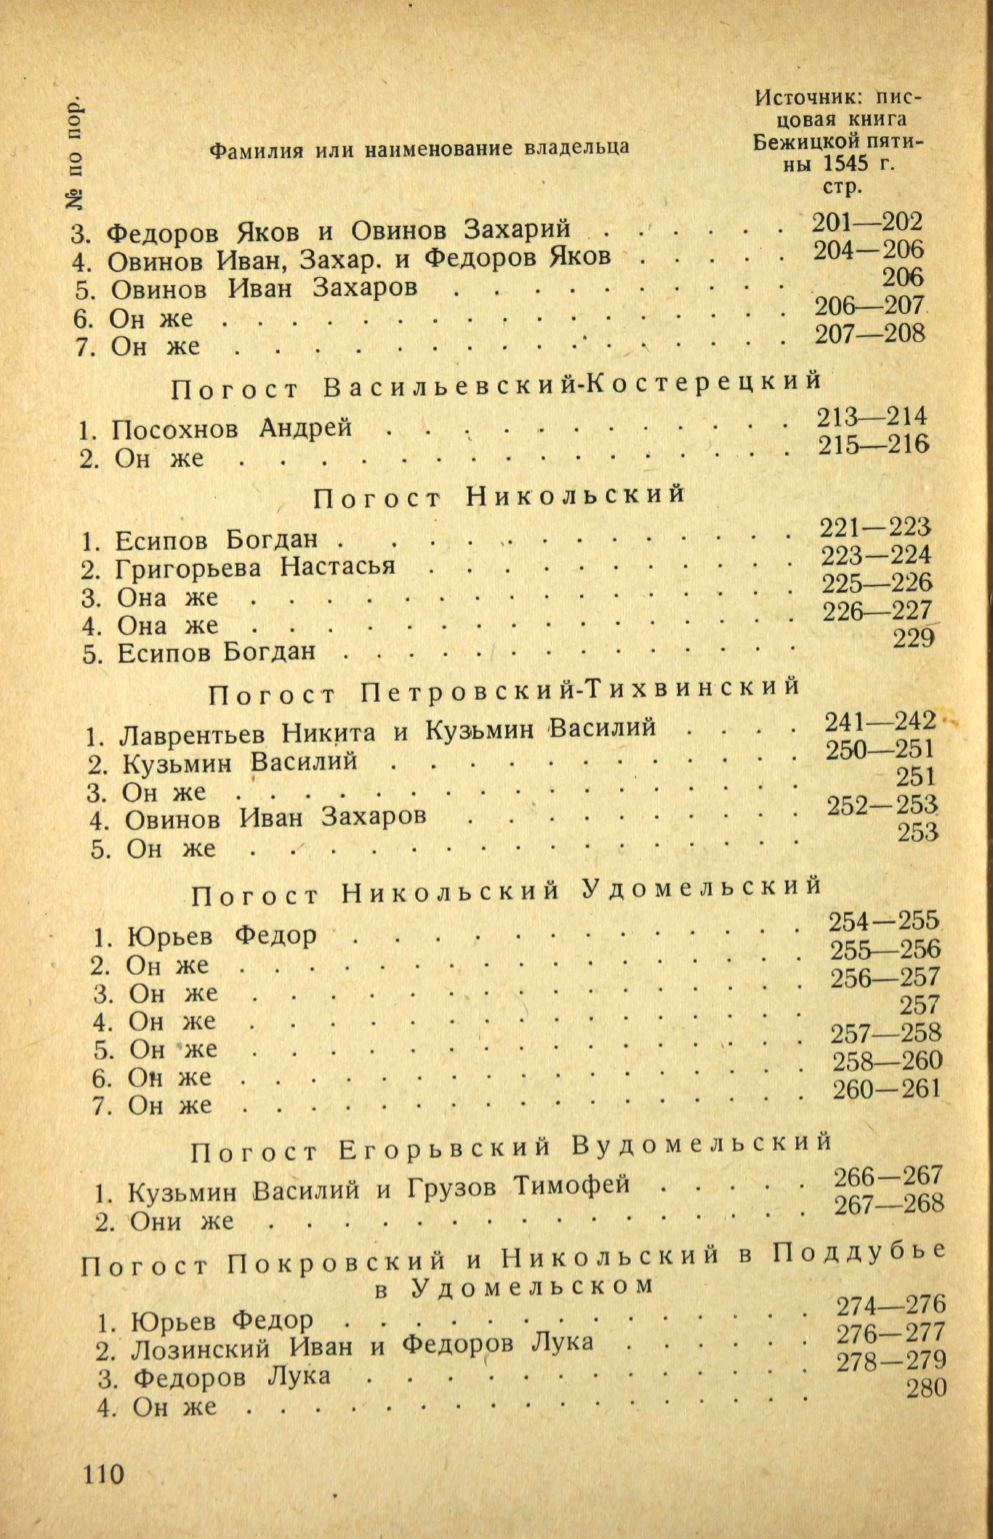 № по пор.
Фамилия или наименование владельца
Источник: пис-
цовая книга
Бежицкой пяти-
ны 1545 г.
стр.
3. Федоров Яков и Овинов Захарий . . . . . . 201—202
4. Овинов Иван, Захар. и Федоров Яков . . . . . 204—206
5. Овинов Иван Захаров . . . . . . . . . . 206
6. Он же . . . . . . . . . . . . . . . . 206—207
7. Он же . . . . . . . . . . . . . . . . 207—208
Погост Васильевский-Костерецкий
1. Посохнов Андрей . . . . . . . . . . . . 213—214
2. Он же . . . . . . . . . . . . . . . 215—216
Погост Никольский
1. Есипов Богдан . . . . . . . . . . . . . 221—223
2. Григорьева Настасья . . . . . . . . . . . 223—224
3. Она же . . . . . . . . . . . . . . . 225—226
4. Она же . . . . . . . . . . . . . . . 226—227
5. Есипов Богдан . . . . . . . . . . . . . 229
Погост Петровский-Тихвинский
1. Лаврентьев Никита и Кузьмин Василий . . . . 241—242
2. Кузьмин Василий . . . . . . . . . . . . 250—251
3. Он же . . . . . . . . . . . . . . . . 251
4. Овинов Иван Захаров . . . . . . . . . . 252—253
5. Он же . . . . . . . . . . . . . . . 253
Погост Никольский Удомельский
1. Юрьев Федор . . . . . . . . . . . . 254—255
2. Он же . . . . . . . . . . . . . . . . 255—256
3. Он же . . . . . . . . . . . . . . . 256—257
4. Он же . . . . . . . . . . . . . . . 257
5. Он же . . . . . . . . . . . . . . . 257—258
6. Он же . . . . . . . . . . . . . . . . 258—260
7. Он же . . . . . . . . . . . . . . . . 260—261
Погост Егорьвский Вудомельский
1. Кузьмин Василий и Грузов Тимофей . . . . . 266—267
2. Они же . . . . . . . . . . . . . . . 267—268
Погост Покровский и Никольский в Поддубье
в Удомельском
1. Юрьев Федор . . . . . . . . . . . . . 274—276
2. Лозинский Иван и Федоров Лука . . . . . . 276—277
3. Федоров Лука . . . . . . . . . . . . 278—279
4. Он же . . . . . . . . . . . . . . . . 280
110